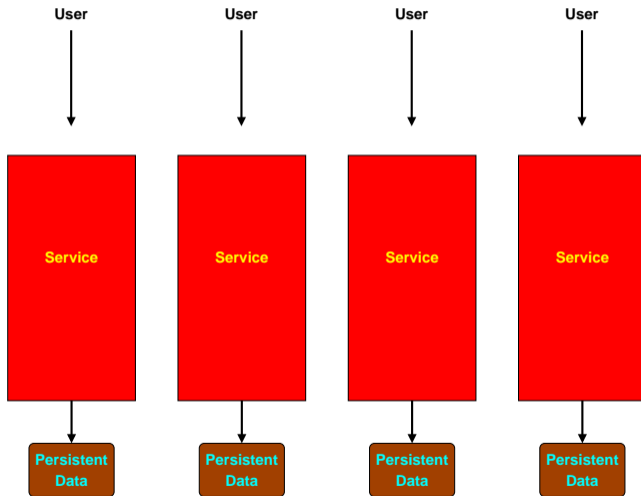 User User User User
Service Service Service Service
Persistent Persistent Persistent Persistent
Data Data Data Data